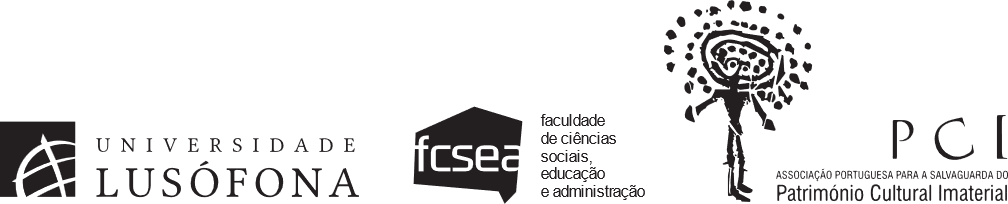 UNIVERSIDADE
LUSÓFONA
fcsea
faculdade
de ciências
sociais,
educação
e administração
PCI
ASSOCIAÇÃO PORTUGUESA PARA A SALVAGUARDA DO
Património Cultural Imaterial